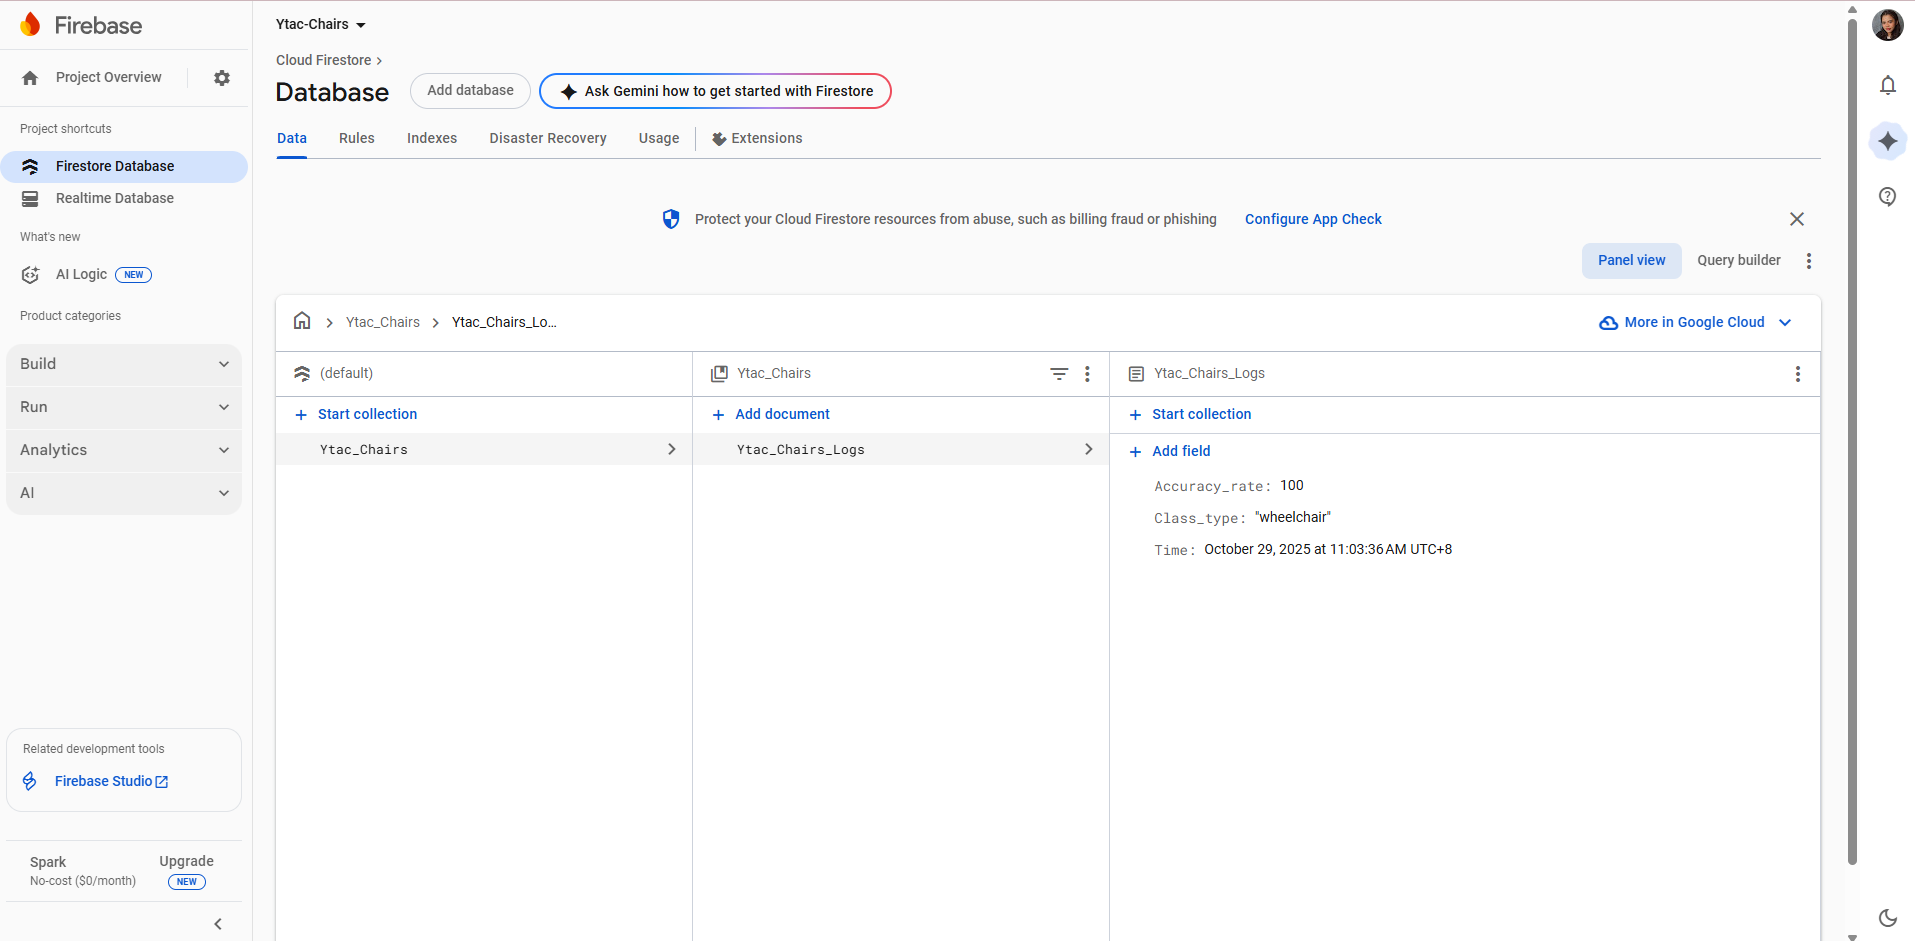 Firebase
Project Overview
Project shortcuts
Firestore Database
Realtime Database
What's new
AI Logic NEW
Product categories
Build
Run
Analytics
AI
Related development tools
Firebase Studio
Spark
No-cost ($0/month)
Upgrade
NEW
Ytac-Chairs
Cloud Firestore
Database
Add database
Ask Gemini how to get started with Firestore
Data Rules Indexes Disaster Recovery Usage Extensions
Protect your Cloud Firestore resources from abuse, such as billing fraud or phishing Configure App Check
Panel view Query builder
Ytac_Chairs Ytac_Chairs_Lo... More in Google Cloud
(default)
Start collection
Ytac_Chairs
Ytac_Chairs
Add document
Ytac_Chairs_Logs
Ytac_Chairs_Logs
Start collection
Add field
Accuracy_rate: 100
Class_type: "wheelchair"
Time: October 29, 2025 at 11:03:36 AM UTC+8